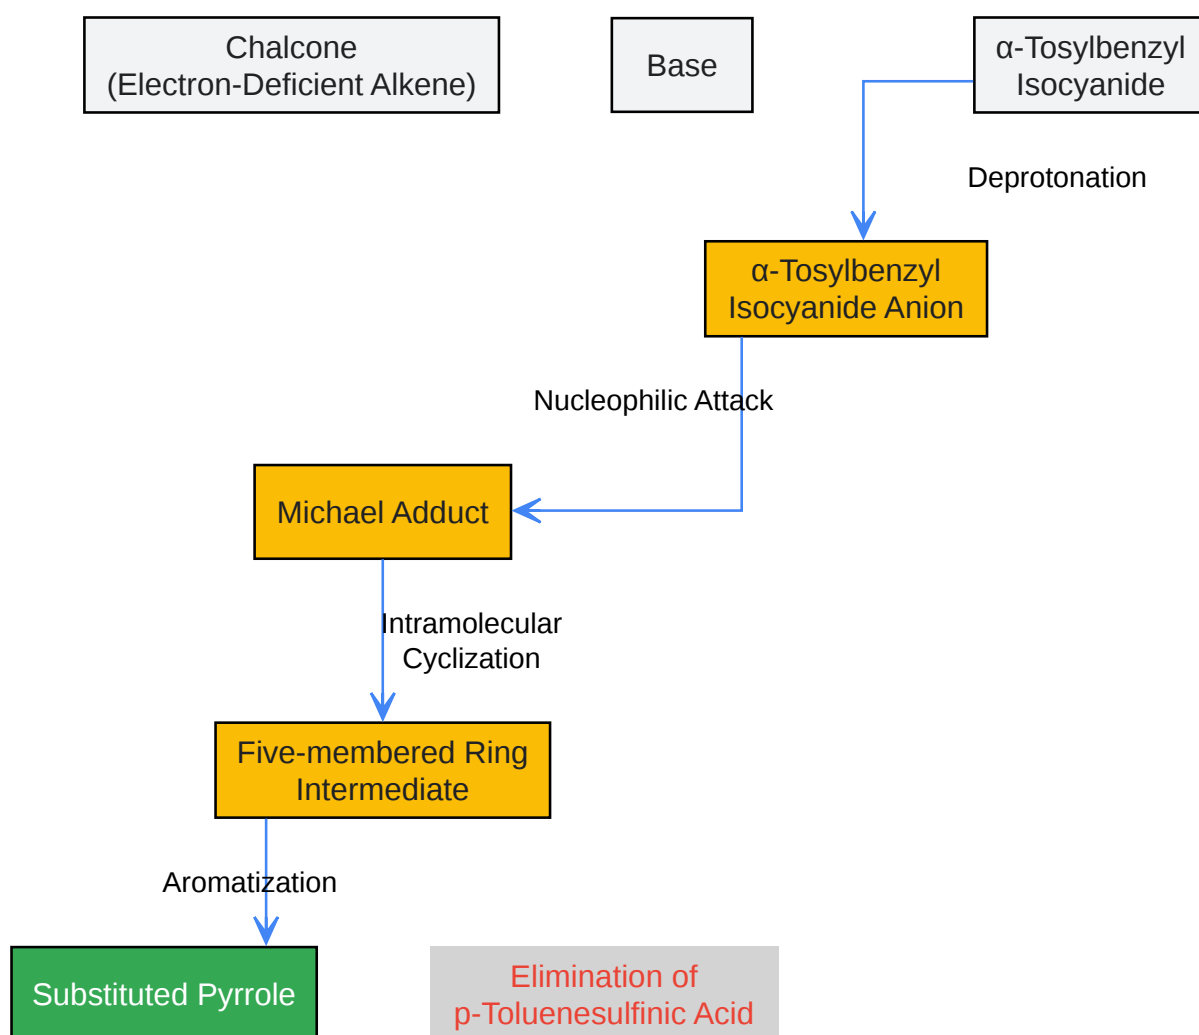 Chalcone
(Electron-Deficient Alkene)
Base
α-Tosylbenzyl
Isocyanide
Deprotonation
α-Tosylbenzyl
Isocyanide Anion
Nucleophilic Attack
Michael Adduct
Intramolecular
Cyclization
Five-membered Ring
Intermediate
Aromatization
Substituted Pyrrole
Elimination of
p-Toluenesulfinic Acid